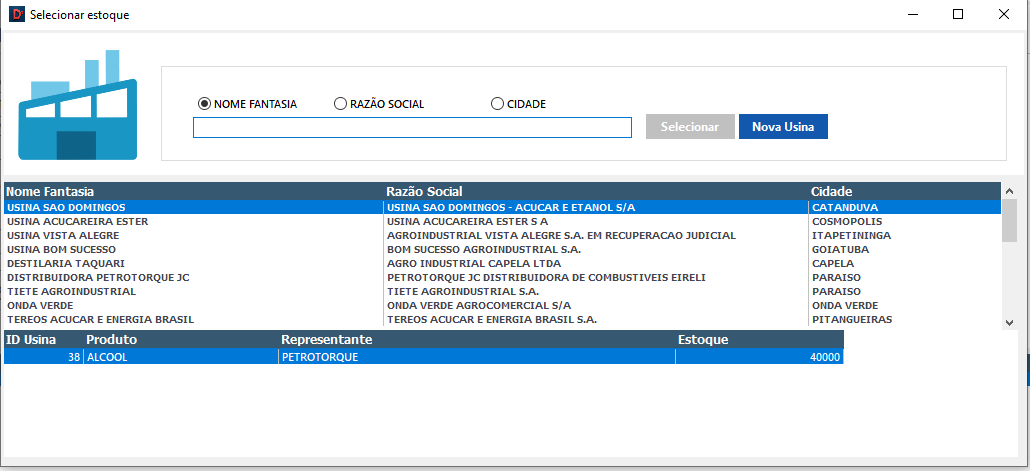 D Selecionar estoque
NOME FANTASIA RAZÃO SOCIAL CIDADE
Selecionar Nova Usina
Nome Fantasia Razão Social Cidade
USINA SAO DOMINGOS USINA SAO DOMINGOS - ACUCAR E ETANOL S/A CATANDUVA
USINA ACUCAREIRA ESTER USINA ACUCAREIRA ESTER S A COSMOPOLIS
USINA VISTA ALEGRE AGROINDUSTRIAL VISTA ALEGRE S.A. EM RECUPERACAO JUDICIAL ITAPETININGA
USINA BOM SUCESSO BOM SUCESSO AGROINDUSTRIAL S.A. GOIATUBA
DESTILARIA TAQUARI AGRO INDUSTRIAL CAPELA LTDA CAPELA
DISTRIBUIDORA PETROTORQUE JC PETROTORQUE JC DISTRIBUIDORA DE COMBUSTIVEIS EIRELI PARAISO
TIETE AGROINDUSTRIAL TIETE AGROINDUSTRIAL S.A. PARAISO
ONDA VERDE ONDA VERDE AGROCOMERCIAL S/A ONDA VERDE
TEREOS ACUCAR E ENERGIA BRASIL TEREOS ACUCAR E ENERGIA BRASIL S.A. PITANGUEIRAS
ID Usina Produto Representante Estoque
38 ALCOOL PETROTORQUE 40000